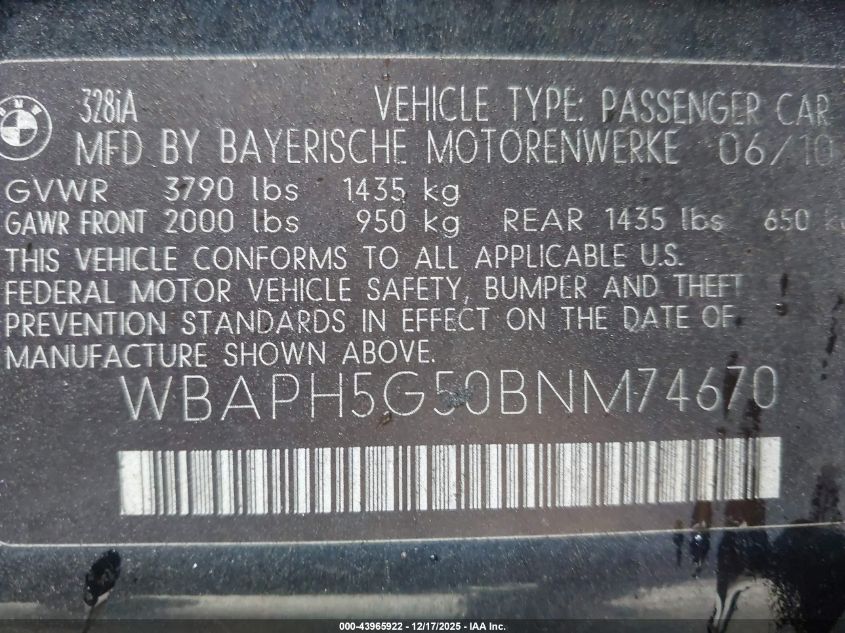 BMW
328iA VEHICLE TYPE: PASSENGER CAR
MFD BY BAYERISCHE MOTORENWERKE 06/10
GVWR 3790 lbs 1435 kg
GAWR FRONT 2000 lbs 950 kg REAR 1435 lbs 650 kg
THIS VEHICLE CONFORMS TO ALL APPLICABLE U.S.
FEDERAL MOTOR VEHICLE SAFETY, BUMPER AND THEFT
PREVENTION STANDARDS IN EFFECT ON THE DATE OF
MANUFACTURE SHOWN ABOVE.
WBAPH5G50BNM74670
000-43965922 - 12/17/2025 - IAA Inc.